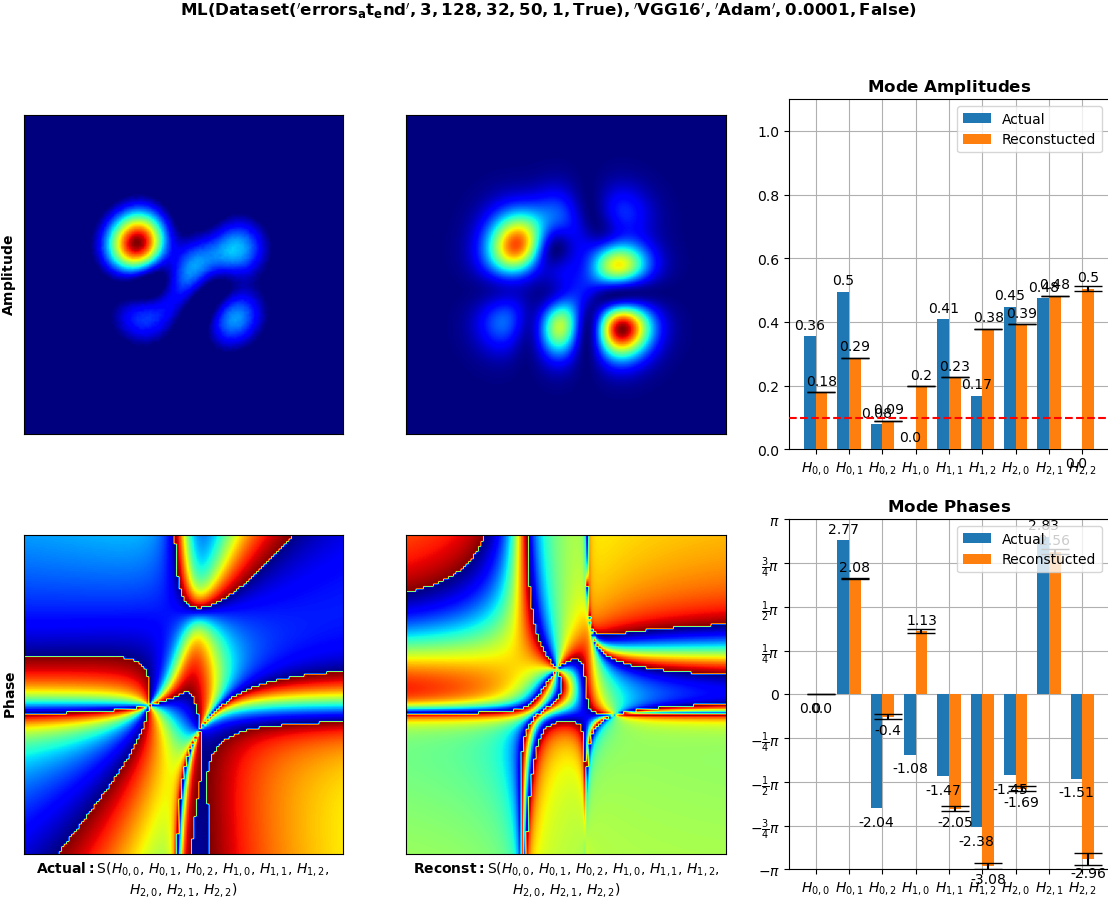 ML(Dataset('errors_at_end', 3, 128, 32, 50, 1, True), 'VGG16', 'Adam', 0.0001, False)
Amplitude
Mode Amplitudes
Actual
Reconstucted
1.0
0.8
0.6
0.4
0.2
0.0
0.36
0.18
0.5
0.29
0.08
0.09
0.0
0.2
0.41
0.23
0.17
0.38
0.45
0.39
0.48
0.48
0.0
0.5
H0,0 H0,1 H0,2 H1,0 H1,1 H1,2 H2,0 H2,1 H2,2
Phase
Actual: S(H0,0, H0,1, H0,2, H1,0, H1,1, H1,2,
H2,0, H2,1, H2,2)
Reconst: S(H0,0, H0,1, H0,2, H1,0, H1,1, H1,2,
H2,0, H2,1, H2,2)
Mode Phases
Actual
Reconstucted
π
3/4π
1/2π
1/4π
0
−1/4π
−1/2π
−3/4π
−π
0.0
0.0
2.77
2.08
-2.04
-0.4
-1.08
1.13
-1.47
-2.05
-2.38
-3.08
-1.69
2.83
-1.51
-2.96
H0,0 H0,1 H0,2 H1,0 H1,1 H1,2 H2,0 H2,1 H2,2